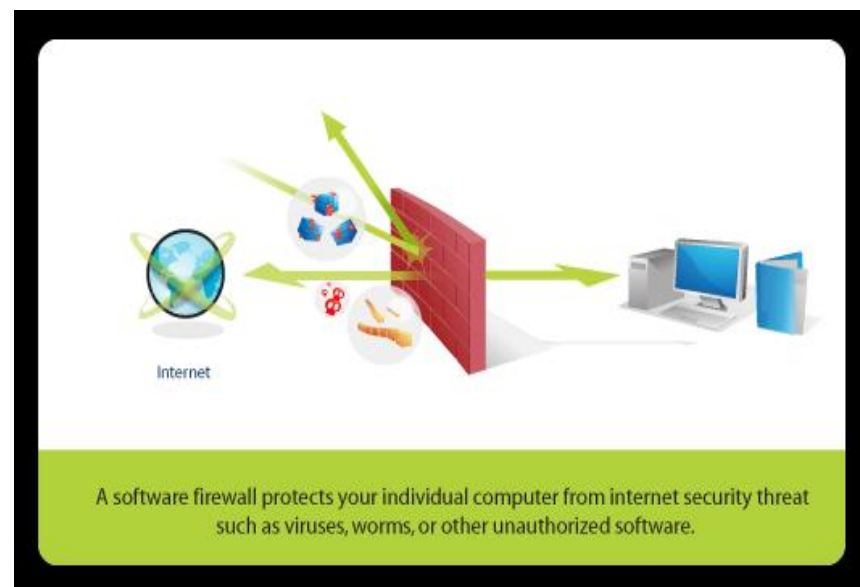 Internet
A software firewall protects your individual computer from internet security threat
such as viruses, worms, or other unauthorized software.